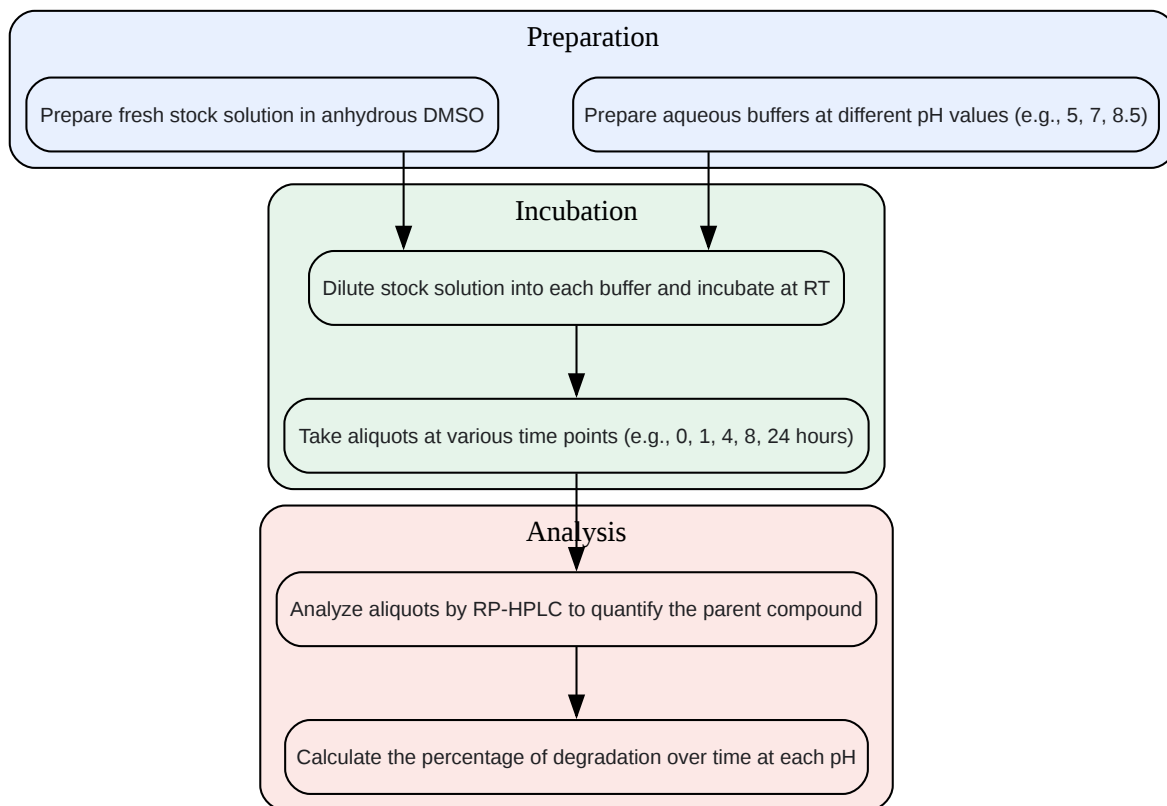 Preparation
Prepare fresh stock solution in anhydrous DMSO
Prepare aqueous buffers at different pH values (e.g., 5, 7, 8.5)
Incubation
Dilute stock solution into each buffer and incubate at RT
Take aliquots at various time points (e.g., 0, 1, 4, 8, 24 hours)
Analysis
Analyze aliquots by RP-HPLC to quantify the parent compound
Calculate the percentage of degradation over time at each pH